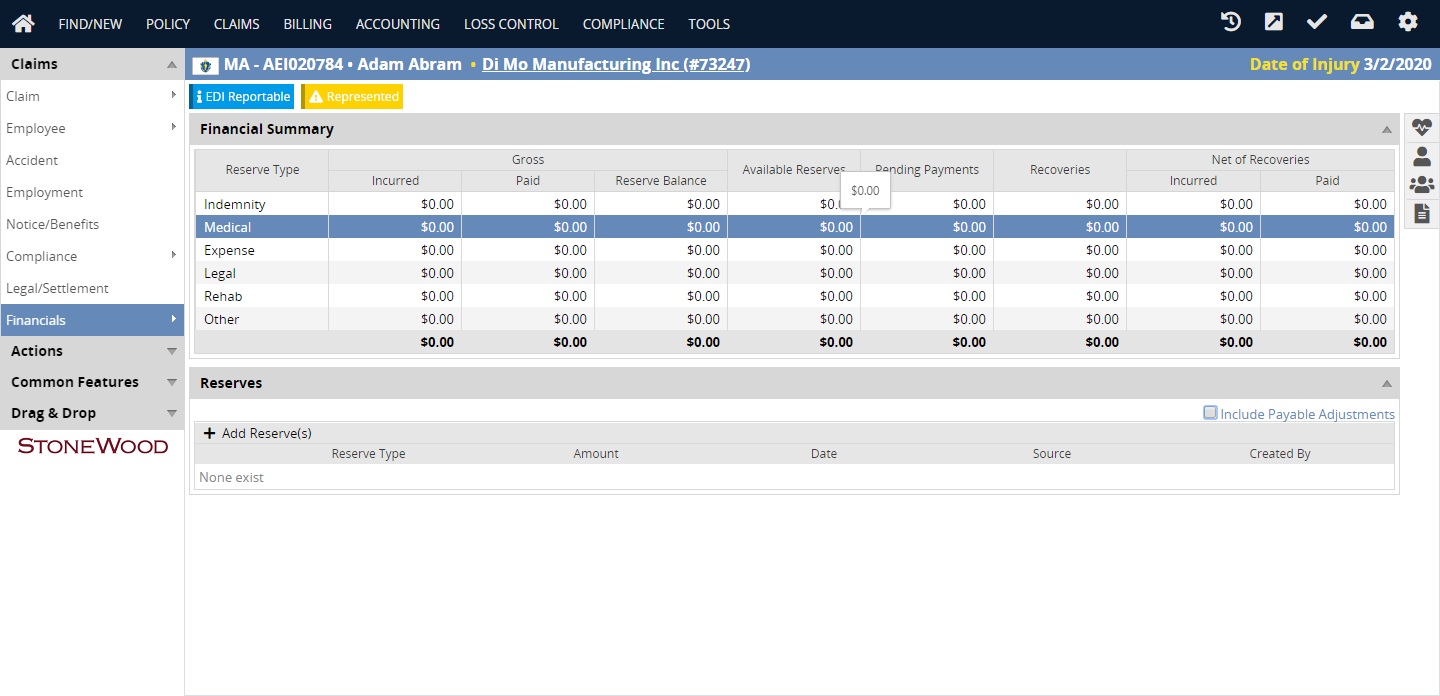 FIND/NEW POLICY CLAIMS BILLING ACCOUNTING LOSS CONTROL COMPLIANCE TOOLS
Claims
MA - AEI020784 • Adam Abram • Di Mo Manufacturing Inc (#73247) Date of Injury 3/2/2020
Claim
Employee
Accident
Employment
Notice/Benefits
Compliance
Legal/Settlement
Financials
Actions
Common Features
Drag & Drop
STONEWOOD
EDI Reportable Represented
Financial Summary
Reserve Type Gross Available Reserves Pending Payments Recoveries Net of Recoveries
Incurred Paid Reserve Balance Incurred Paid
$0.00
Indemnity $0.00 $0.00 $0.00 $0.00 $0.00 $0.00 $0.00
Medical $0.00 $0.00 $0.00 $0.00 $0.00 $0.00 $0.00 $0.00
Expense $0.00 $0.00 $0.00 $0.00 $0.00 $0.00 $0.00 $0.00
Legal $0.00 $0.00 $0.00 $0.00 $0.00 $0.00 $0.00 $0.00
Rehab $0.00 $0.00 $0.00 $0.00 $0.00 $0.00 $0.00 $0.00
Other $0.00 $0.00 $0.00 $0.00 $0.00 $0.00 $0.00 $0.00
$0.00 $0.00 $0.00 $0.00 $0.00 $0.00 $0.00 $0.00
Reserves
Include Payable Adjustments
Add Reserve(s)
Reserve Type Amount Date Source Created By
None exist